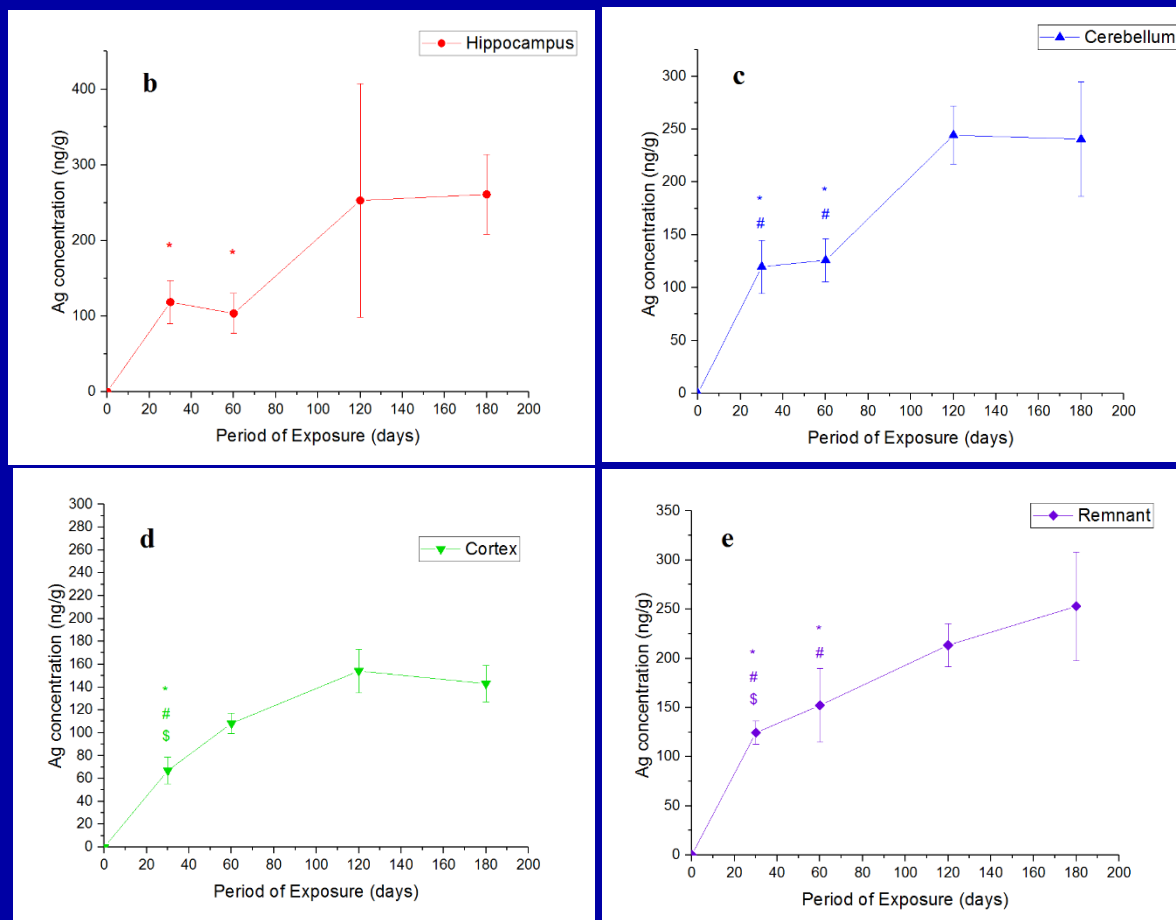 Hippocampus
b
Ag concentration (ng/g)
400
300
200
100
0
* *
0 20 40 60 80 100 120 140 160 180 200
Period of Exposure (days)
Cerebellum
c
Ag concentration (ng/g)
300
250
200
150
100
50
0
* *
# #
0 20 40 60 80 100 120 140 160 180 200
Period of Exposure (days)
Cortex
d
Ag concentration (ng/g)
300
280
260
240
220
200
180
160
140
120
100
80
60
40
20
0
*
#
$
0 20 40 60 80 100 120 140 160 180 200
Period of Exposure (days)
Remnant
e
Ag concentration (ng/g)
350
300
250
200
150
100
50
0
* *
# #
$
0 20 40 60 80 100 120 140 160 180 200
Period of Exposure (days)